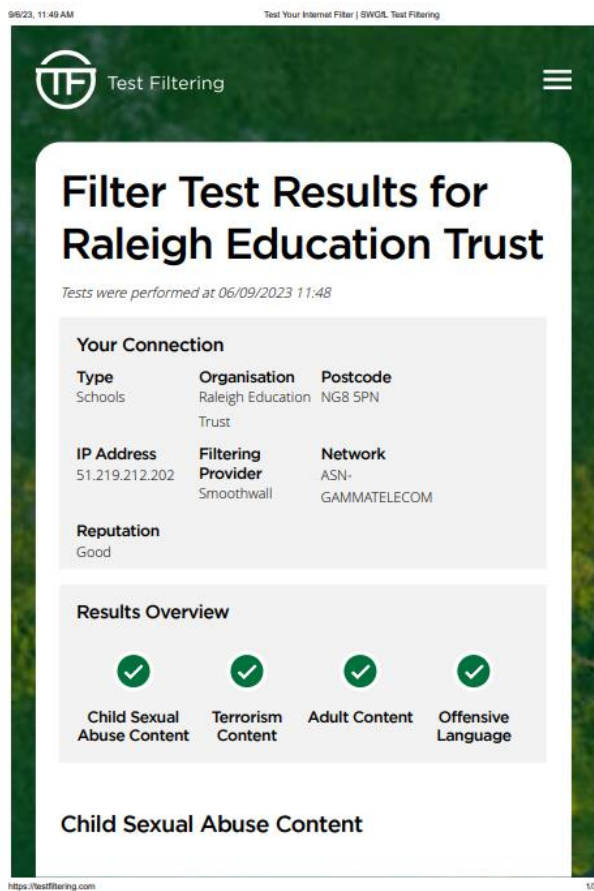 9/6/23, 11:49 AM Test Your Internet Filter | SWGfL Test Filtering
TF Test Filtering
Filter Test Results for
Raleigh Education Trust
Tests were performed at 06/09/2023 11:48
Your Connection
Type Organisation Postcode
Schools Raleigh Education NG8 5PN
Trust
IP Address Filtering Network
51.219.212.202 Provider ASN-
Smoothwall GAMMATELECOM
Reputation
Good
Results Overview
Child Sexual Terrorism Adult Content Offensive
Abuse Content Content Language
Child Sexual Abuse Content
https://testfiltering.com